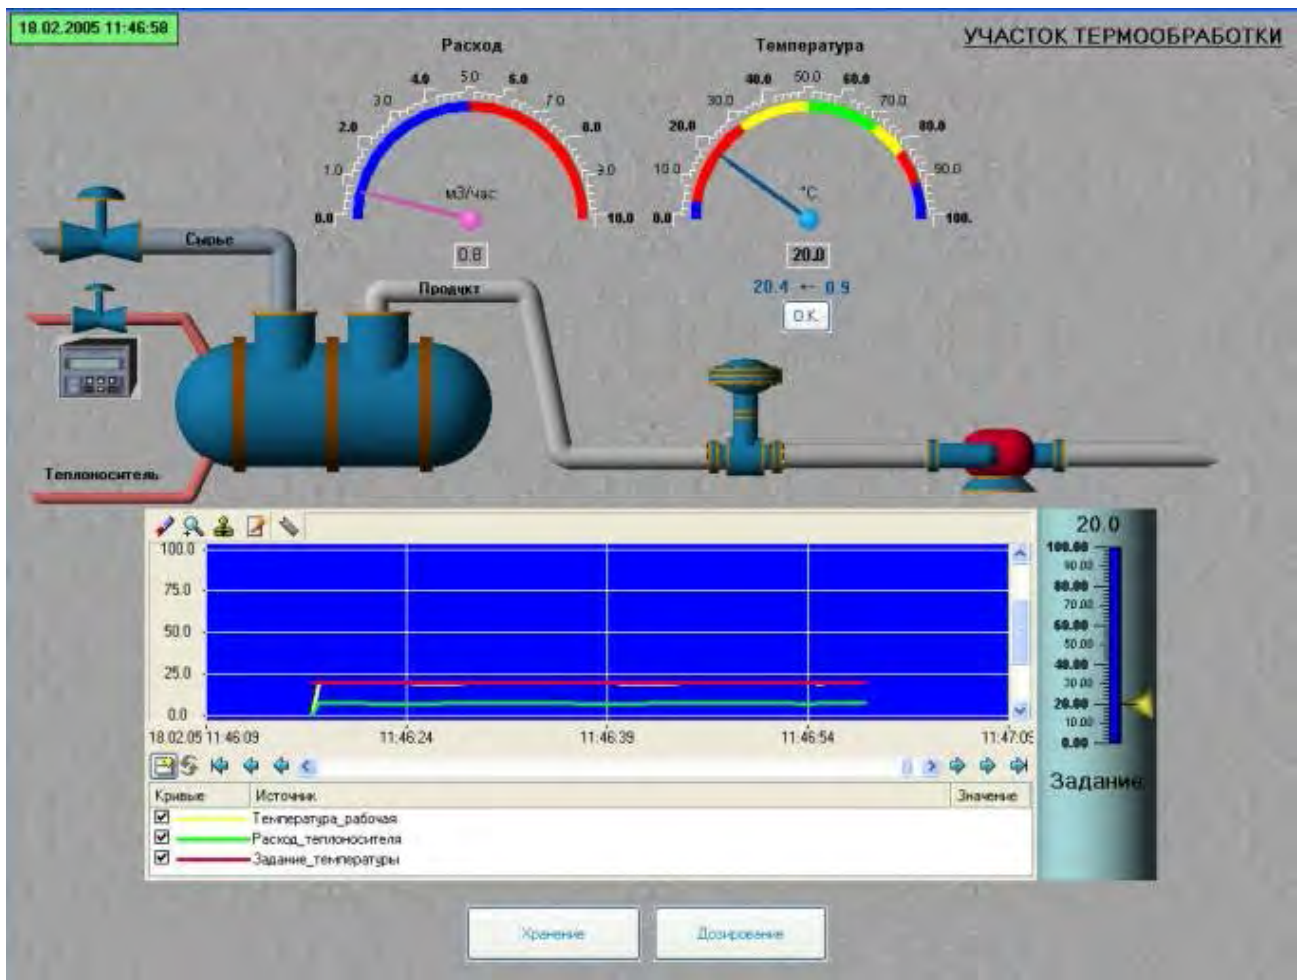 18.02.2005 11:46:58
УЧАСТОК ТЕРМООБРАБОТКИ
Расход
0.0 1.0 2.0 3.0 4.0 5.0 6.0 7.0 8.0 9.0 10.0
м3/час
0.8
Температура
0.0 10.0 20.0 30.0 40.0 50.0 60.0 70.0 80.0 90.0 100.
°C
20.0
20.4 +- 0.9
OK
Сырье
Продукт
Теплоноситель
100.0
75.0
50.0
25.0
0.0
18.02.05 11:46:09 11:46:24 11:46:39 11:46:54 11:47:09
Кривые Источник Значение
Температура_рабочая
Расход_теплоносителя
Задание_температуры
20.0
100.00
90.00
80.00
70.00
60.00
50.00
40.00
30.00
20.00
10.00
0.00
Задание
Хранение
Дозирование